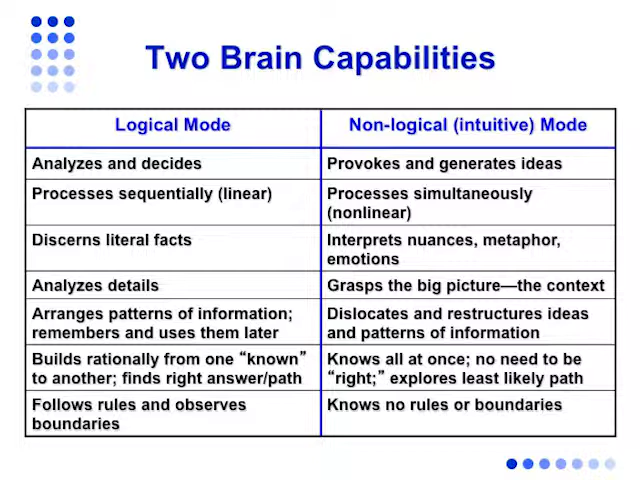 Two Brain Capabilities
Logical Mode
Non-logical (intuitive) Mode
Analyzes and decides
Provokes and generates ideas
Processes sequentially (linear)
Processes simultaneously
(nonlinear)
Discerns literal facts
Interprets nuances, metaphor,
emotions
Analyzes details
Grasps the big picture—the context
Arranges patterns of information;
remembers and uses them later
Dislocates and restructures ideas
and patterns of information
Builds rationally from one “known”
to another; finds right answer/path
Knows all at once; no need to be
“right;” explores least likely path
Follows rules and observes
boundaries
Knows no rules or boundaries